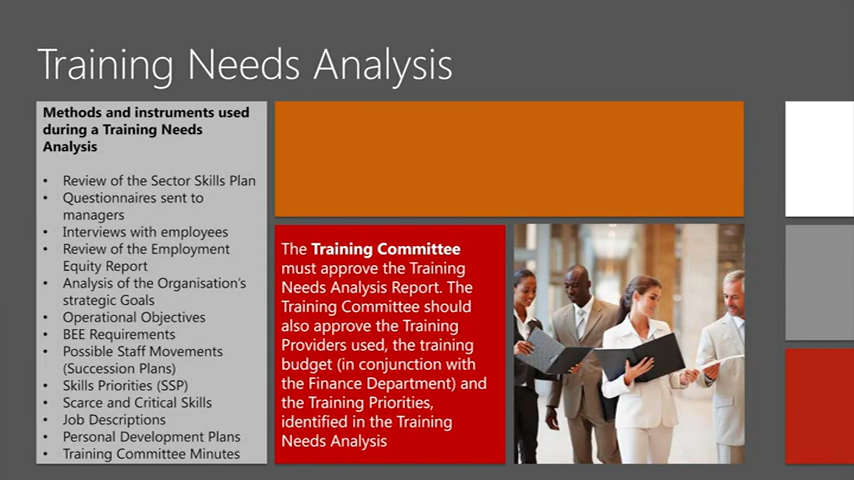 Training Needs Analysis
Methods and instruments used
during a Training Needs
Analysis
• Review of the Sector Skills Plan
• Questionnaires sent to
managers
• Interviews with employees
• Review of the Employment
Equity Report
• Analysis of the Organisation's
strategic Goals
• Operational Objectives
• BEE Requirements
• Possible Staff Movements
(Succession Plans)
• Skills Priorities (SSP)
• Scarce and Critical Skills
• Job Descriptions
• Personal Development Plans
• Training Committee Minutes
The Training Committee
must approve the Training
Needs Analysis Report. The
Training Committee should
also approve the Training
Providers used, the training
budget (in conjunction with
the Finance Department) and
the Training Priorities,
identified in the Training
Needs Analysis